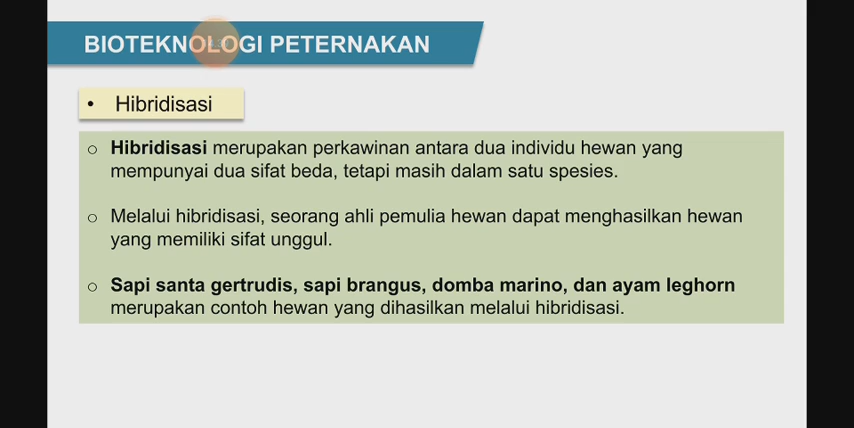 BIOTEKNOLOGI PETERNAKAN
• Hibridisasi
o Hibridisasi merupakan perkawinan antara dua individu hewan yang
mempunyai dua sifat beda, tetapi masih dalam satu spesies.
o Melalui hibridisasi, seorang ahli pemulia hewan dapat menghasilkan hewan
yang memiliki sifat unggul.
o Sapi santa gertrudis, sapi brangus, domba marino, dan ayam leghorn
merupakan contoh hewan yang dihasilkan melalui hibridisasi.